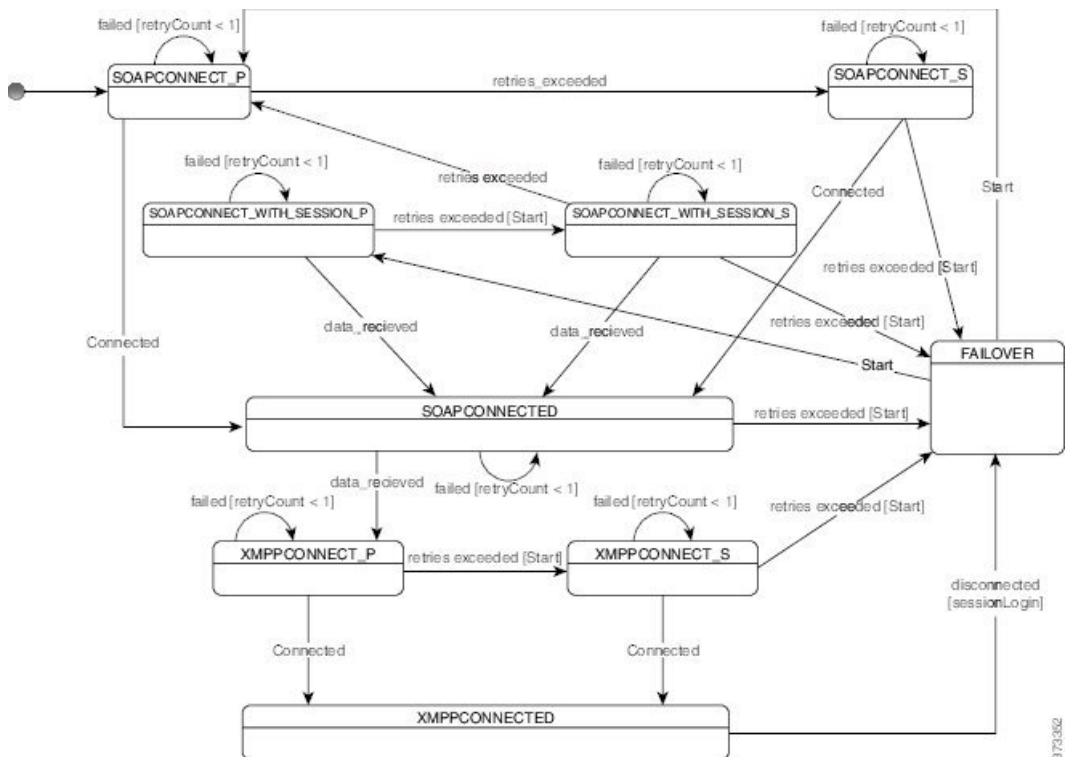 failed [retryCount < 1]
failed [retryCount < 1]
SOAPCONNECT_P
SOAPCONNECT_S
retries_exceeded
failed [retryCount < 1]
failed [retryCount < 1]
retries exceeded
Connected
Start
SOAPCONNECT_WITH_SESSION_P
retries exceeded [Start]
SOAPCONNECT_WITH_SESSION_S
retries exceeded [Start]
data_recieved
data_recieved
retries exceeded [Start]
Connected
FAILOVER
Start
SOAPCONNECTED
retries exceeded [Start]
data_recieved
failed [retryCount < 1]
failed [retryCount < 1]
failed [retryCount < 1]
retries exceeded [Start]
XMPPCONNECT_P
retries exceeded [Start]
XMPPCONNECT_S
disconnected
[sessionLogin]
Connected
Connected
XMPPCONNECTED
373352